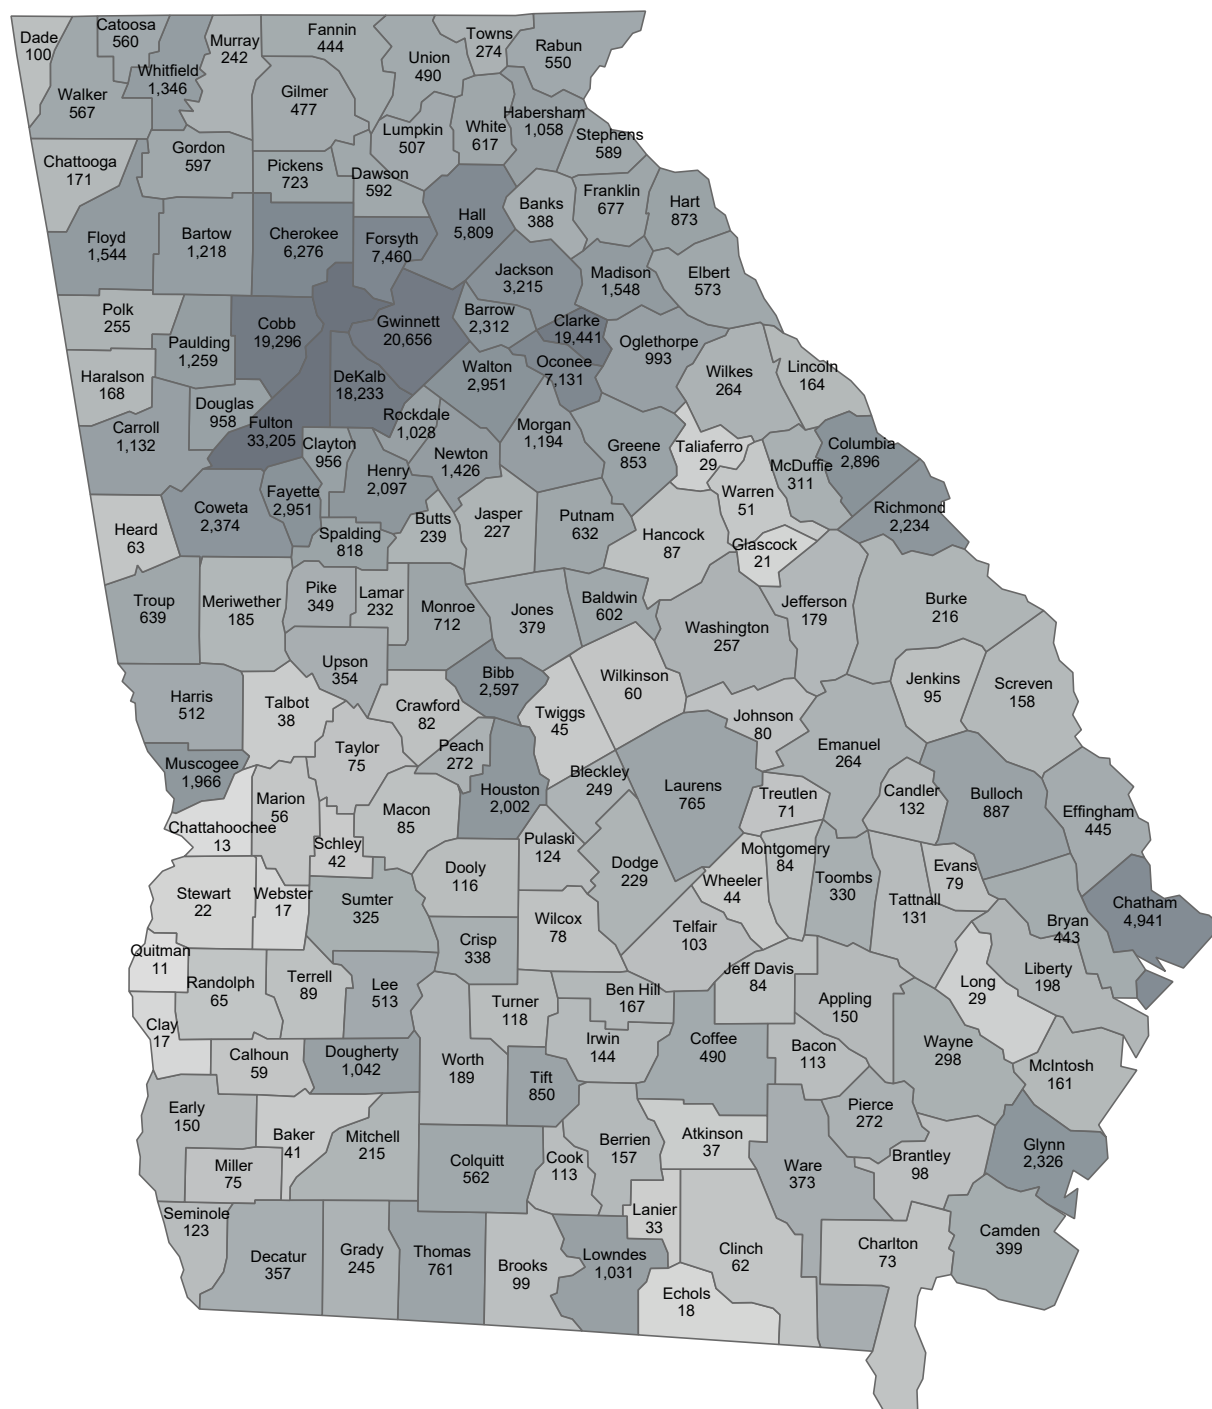 Dade
100
Catoosa
560
Whitfield
1,346
Murray
242
Fannin
444
Union
490
Towns
274
Rabun
550
Walker
567
Gilmer
477
Lumpkin
507
White
617
Habersham
1,058
Stephens
589
Chattooga
171
Gordon
597
Pickens
723
Dawson
592
Hall
5,809
Banks
388
Franklin
677
Hart
873
Floyd
1,544
Bartow
1,218
Cherokee
6,276
Forsyth
7,460
Jackson
3,215
Madison
1,548
Elbert
573
Polk
255
Paulding
1,259
Cobb
19,296
Gwinnett
20,656
Barrow
2,312
Clarke
19,441
Oglethorpe
993
Haralson
168
Douglas
958
DeKalb
18,233
Walton
2,951
Oconee
7,131
Wilkes
264
Lincoln
164
Carroll
1,132
Fulton
33,205
Clayton
956
Rockdale
1,028
Newton
1,426
Morgan
1,194
Greene
853
Taliaferro
29
McDuffie
311
Columbia
2,896
Coweta
2,374
Fayette
2,951
Henry
2,097
Warren
51
Richmond
2,234
Heard
63
Spalding
818
Butts
239
Jasper
227
Putnam
632
Hancock
87
Glascock
21
Troup
639
Meriwether
185
Pike
349
Lamar
232
Monroe
712
Jones
379
Baldwin
602
Washington
257
Jefferson
179
Burke
216
Harris
512
Talbot
38
Upson
354
Bibb
2,597
Crawford
82
Twiggs
45
Wilkinson
60
Johnson
80
Jenkins
95
Screven
158
Muscogee
1,966
Taylor
75
Peach
272
Houston
2,002
Bleckley
249
Laurens
765
Emanuel
264
Treutlen
71
Candler
132
Bulloch
887
Effingham
445
Chattahoochee
13
Marion
56
Schley
42
Macon
85
Pulaski
124
Dooly
116
Dodge
229
Wheeler
44
Montgomery
84
Toombs
330
Tattnall
131
Evans
79
Bryan
443
Chatham
4,941
Stewart
22
Webster
17
Sumter
325
Crisp
338
Wilcox
78
Telfair
103
Jeff Davis
84
Appling
150
Long
29
Liberty
198
Quitman
11
Randolph
65
Terrell
89
Lee
513
Turner
118
Ben Hill
167
Irwin
144
Coffee
490
Bacon
113
Wayne
298
McIntosh
161
Clay
17
Calhoun
59
Dougherty
1,042
Worth
189
Tift
850
Pierce
272
Early
150
Baker
41
Mitchell
215
Miller
75
Colquitt
562
Cook
113
Berrien
157
Atkinson
37
Ware
373
Brantley
98
Glynn
2,326
Seminole
123
Decatur
357
Grady
245
Thomas
761
Brooks
99
Lowndes
1,031
Lanier
33
Clinch
62
Echols
18
Charlton
73
Camden
399